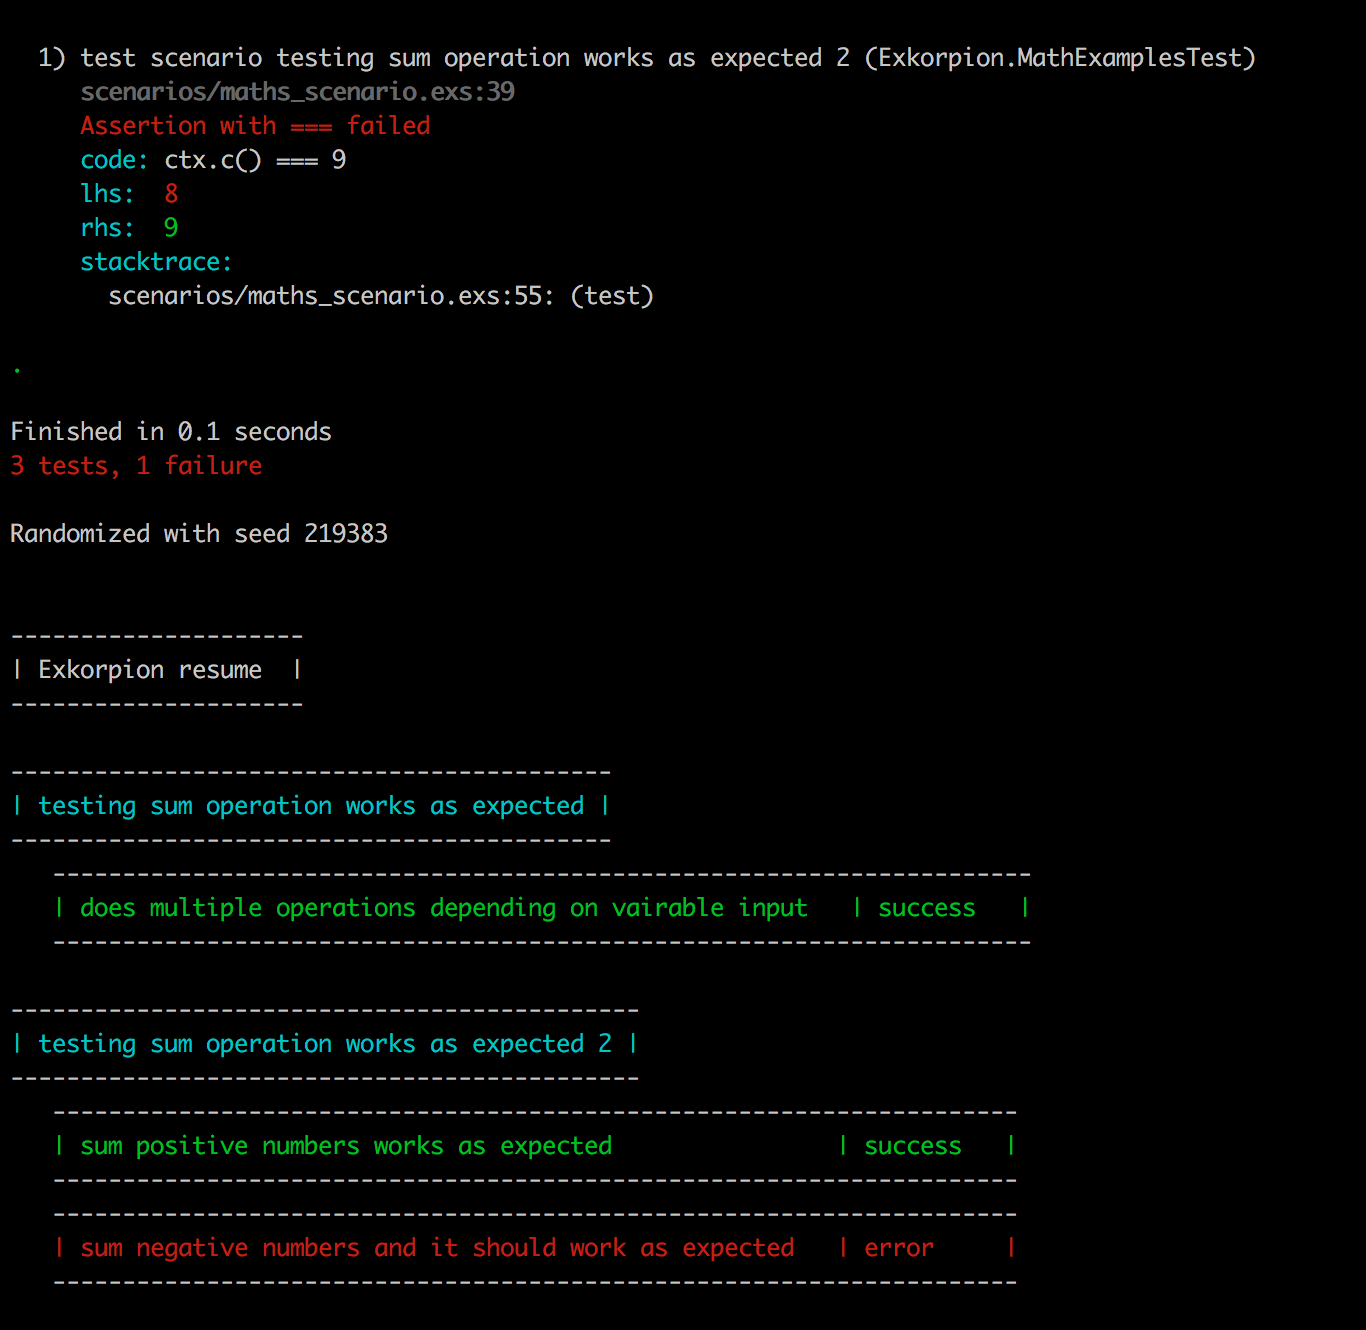 1) test scenario testing sum operation works as expected 2 (Exkorpion.MathExamplesTest)
scenarios/maths_scenario.exs:39
Assertion with === failed
code: ctx.c() === 9
lhs:  8
rhs:  9
stacktrace:
scenarios/maths_scenario.exs:55: (test)
.
Finished in 0.1 seconds
3 tests, 1 failure
Randomized with seed 219383
---------------------
| Exkorpion resume  |
---------------------
-------------------------------------------
| testing sum operation works as expected |
-------------------------------------------
----------------------------------------------------------------------
| does multiple operations depending on vairable input   | success   |
----------------------------------------------------------------------
---------------------------------------------
| testing sum operation works as expected 2 |
---------------------------------------------
---------------------------------------------------------------------
| sum positive numbers works as expected                | success   |
---------------------------------------------------------------------
---------------------------------------------------------------------
| sum negative numbers and it should work as expected   | error     |
---------------------------------------------------------------------